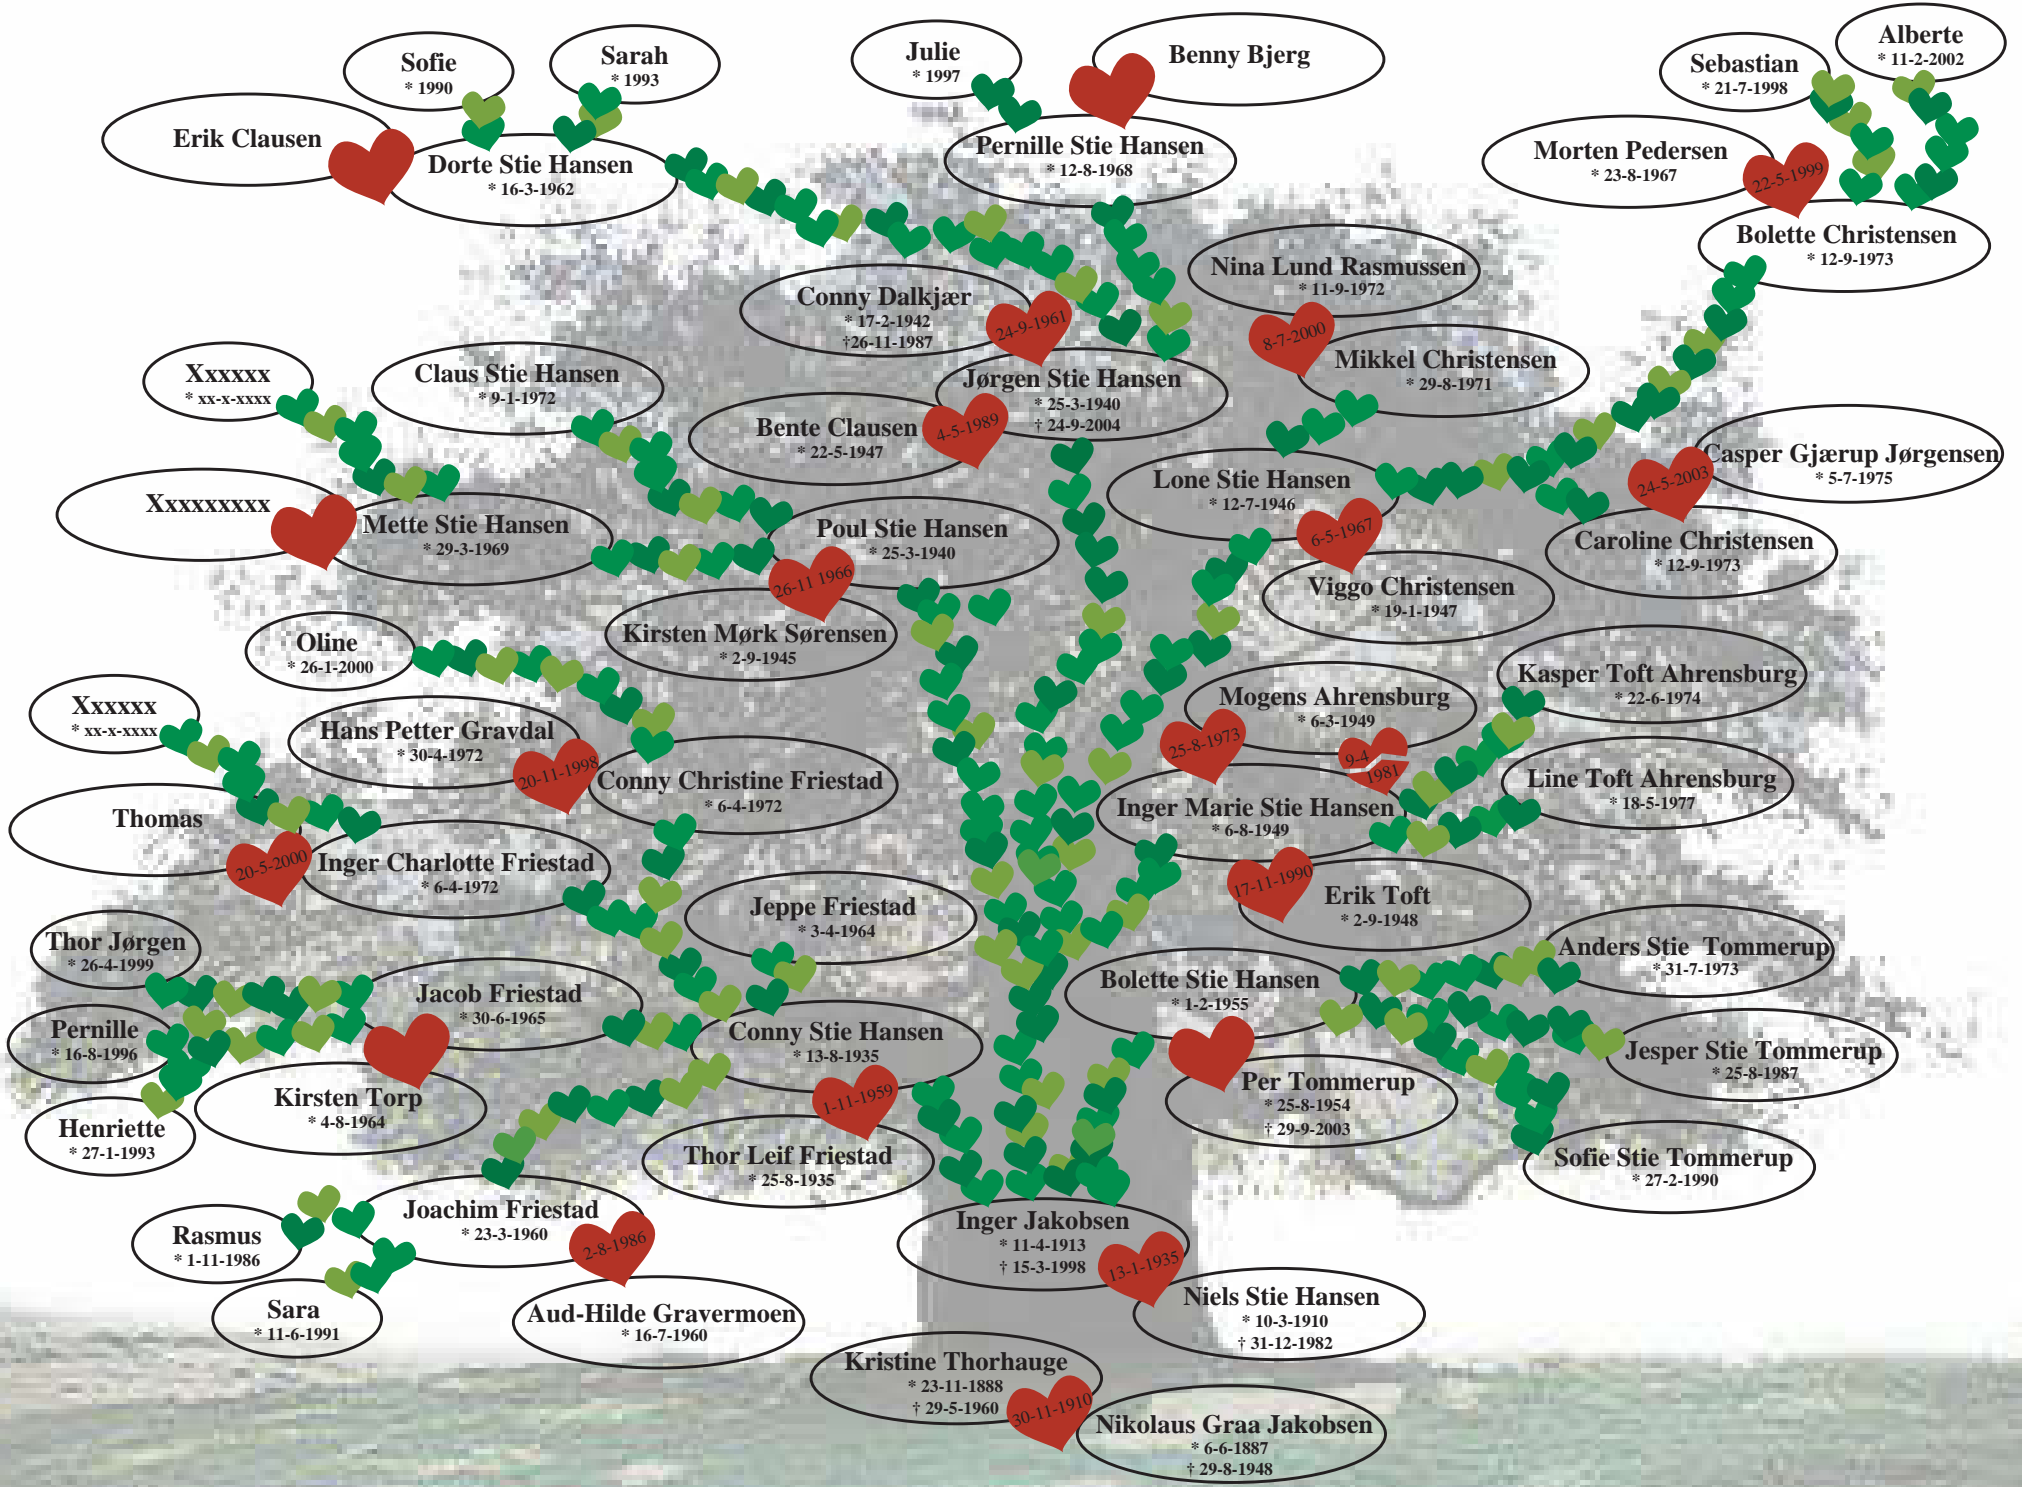 Sofie
* 1990
Sarah
* 1993
Julie
* 1997
Benny Bjerg
Sebastian
* 21-7-1998
Alberte
* 11-2-2002
Erik Clausen
Dorte Stie Hansen
* 16-3-1962
Pernille Stie Hansen
* 12-8-1968
Morten Pedersen
* 23-8-1967
22-5-1999
Bolette Christensen
* 12-9-1973
Conny Dalkjær
* 17-2-1942
†26-11-1987
24-9-1961
Nina Lund Rasmussen
* 11-9-1972
8-7-2000
Mikkel Christensen
* 29-8-1971
Xxxxxx
* xx-x-xxxx
Claus Stie Hansen
* 9-1-1972
Jørgen Stie Hansen
* 25-3-1940
† 24-9-2004
Bente Clausen
* 22-5-1947
4-5-1989
Lone Stie Hansen
* 12-7-1946
Casper Gjærup Jørgensen
* 5-7-1975
24-5-2003
Xxxxxxxxx
Mette Stie Hansen
* 29-3-1969
Poul Stie Hansen
* 25-3-1940
26-11 1966
6-5-1967
Caroline Christensen
* 12-9-1973
Viggo Christensen
* 19-1-1947
Kirsten Mørk Sørensen
* 2-9-1945
Oline
* 26-1-2000
Kasper Toft Ahrensburg
* 22-6-1974
Mogens Ahrensburg
* 6-3-1949
Xxxxxx
* xx-x-xxxx
Hans Petter Gravdal
* 30-4-1972
20-11-1998
25-8-1973
9-4
1981
Conny Christine Friestad
* 6-4-1972
Line Toft Ahrensburg
* 18-5-1977
Inger Marie Stie Hansen
* 6-8-1949
Thomas
20-5-2000
Inger Charlotte Friestad
* 6-4-1972
17-11-1990
Erik Toft
* 2-9-1948
Jeppe Friestad
* 3-4-1964
Thor Jørgen
* 26-4-1999
Anders Stie  Tommerup
* 31-7-1973
Jacob Friestad
* 30-6-1965
Bolette Stie Hansen
* 1-2-1955
Pernille
* 16-8-1996
Conny Stie Hansen
* 13-8-1935
Jesper Stie Tommerup
* 25-8-1987
Kirsten Torp
* 4-8-1964
1-11-1959
Per Tommerup
* 25-8-1954
† 29-9-2003
Henriette
* 27-1-1993
Thor Leif Friestad
* 25-8-1935
Sofie Stie Tommerup
* 27-2-1990
Joachim Friestad
* 23-3-1960
Rasmus
* 1-11-1986
2-8-1986
Inger Jakobsen
* 11-4-1913
† 15-3-1998
13-1-1935
Sara
* 11-6-1991
Aud-Hilde Gravermoen
* 16-7-1960
Niels Stie Hansen
* 10-3-1910
† 31-12-1982
Kristine Thorhauge
* 23-11-1888
† 29-5-1960
30-11-1910
Nikolaus Graa Jakobsen
* 6-6-1887
† 29-8-1948